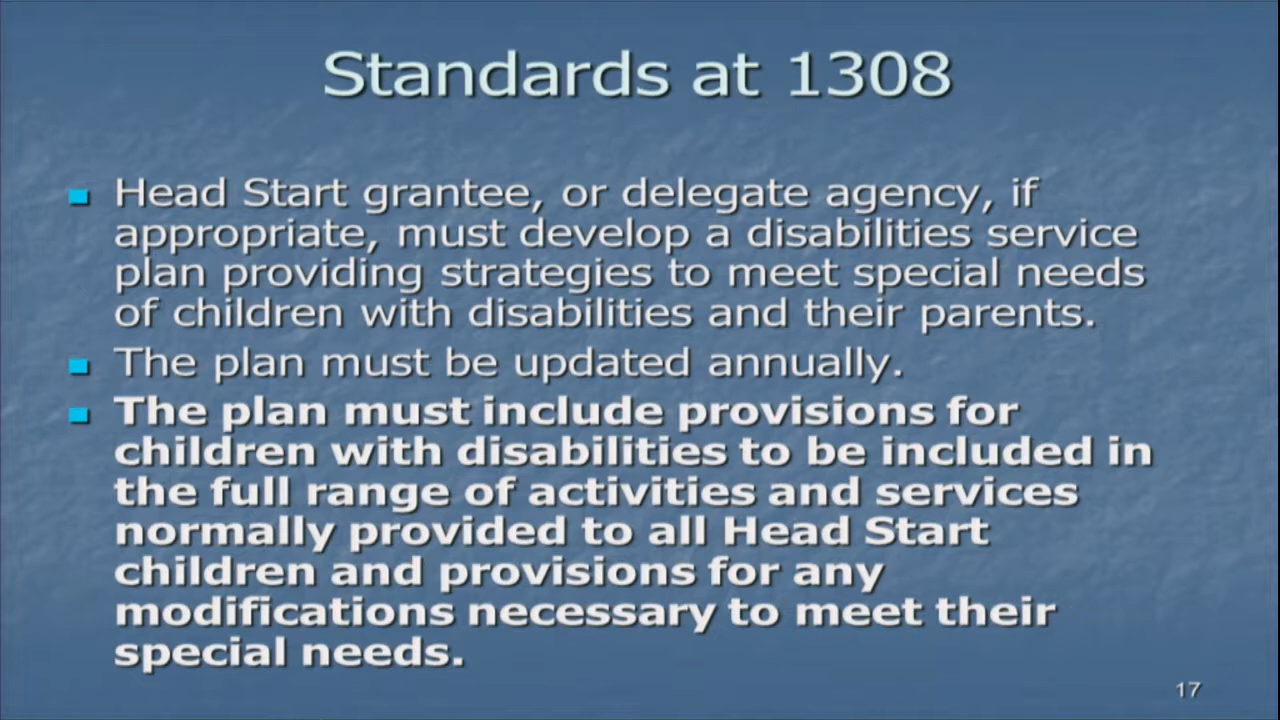 Standards at 1308
Head Start grantee, or delegate agency, if
appropriate, must develop a disabilities service
plan providing strategies to meet special needs
of children with disabilities and their parents.
The plan must be updated annually.
The plan must include provisions for
children with disabilities to be included in
the full range of activities and services
normally provided to all Head Start
children and provisions for any
modifications necessary to meet their
special needs.
17